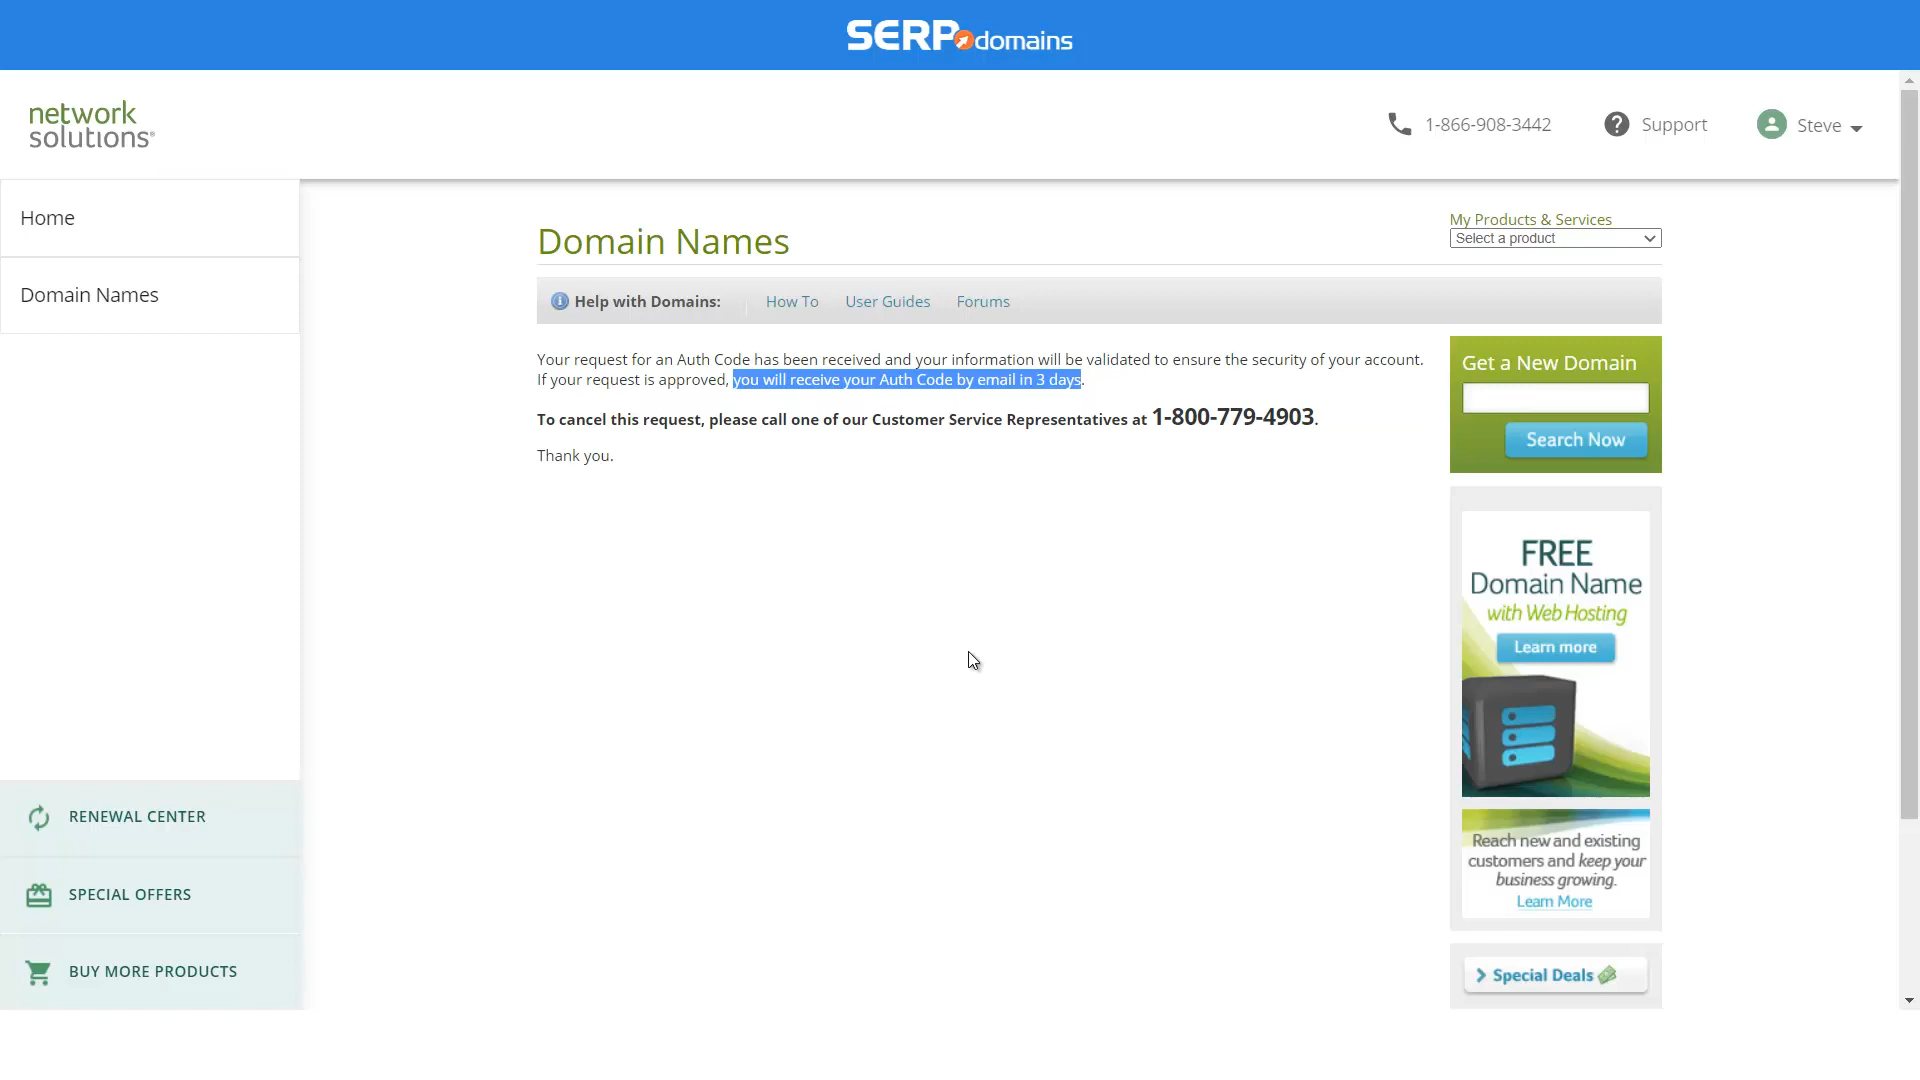 SERP domains
network
solutions®
1-866-908-3442
Support
Steve
Home
Domain Names
Domain Names
My Products & Services
Select a product
Help with Domains:
How To
User Guides
Forums
Your request for an Auth Code has been received and your information will be validated to ensure the security of your account.
If your request is approved, you will receive your Auth Code by email in 3 days.
To cancel this request, please call one of our Customer Service Representatives at 1-800-779-4903.
Thank you.
Get a New Domain
Search Now
FREE
Domain Name
with Web Hosting
Learn more
Reach new and existing
customers and keep your
business growing.
Learn More
Special Deals
RENEWAL CENTER
SPECIAL OFFERS
BUY MORE PRODUCTS